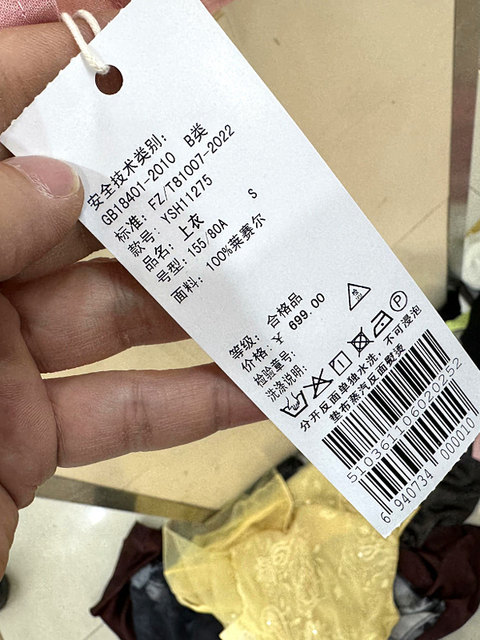 安全技术类别:
GB18401-2010 B类
标准: FZ/T81007-2022
款号: YSH11275
品名: 上衣
号型: 155/80A S
面料: 100%莱赛尔
等级: 合格品
价格: ¥ 699.00
检验章号:
洗涤说明:
P
分开反面单独水洗 不可浸泡
垫布蒸汽反面熨烫
510361106020252
6 940734 000010